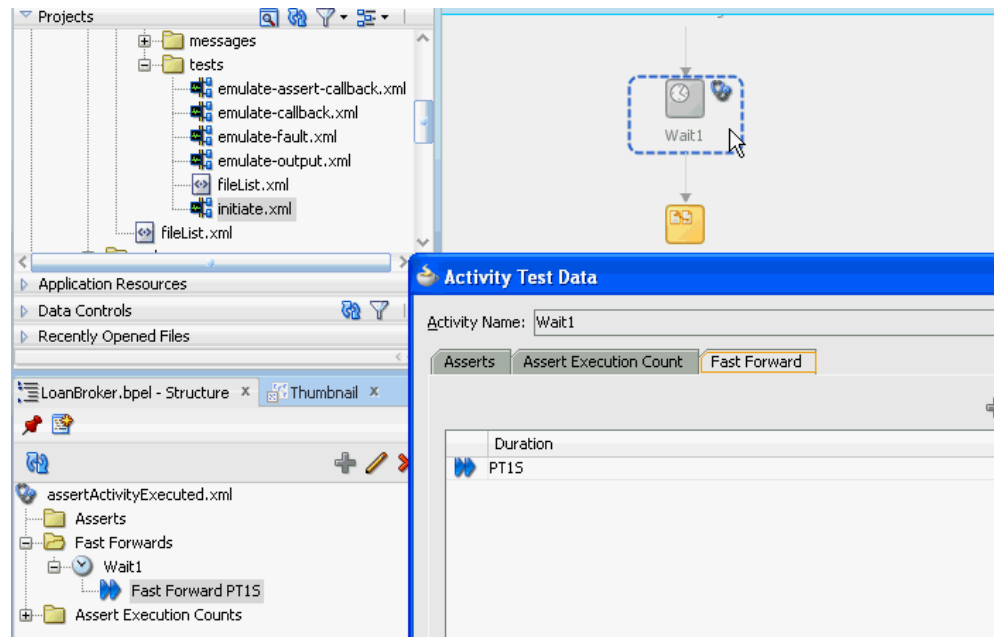 Projects
messages
tests
emulate-assert-callback.xml
emulate-callback.xml
emulate-fault.xml
emulate-output.xml
fileList.xml
initiate.xml
fileList.xml
Application Resources
Data Controls
Recently Opened Files
LoanBroker.bpel - Structure x
Thumbnail x
assertActivityExecuted.xml
Asserts
Fast Forwards
Wait1
Fast Forward PT1S
Assert Execution Counts
Wait1
Activity Test Data
Activity Name: Wait1
Asserts
Assert Execution Count
Fast Forward
Duration
PT1S